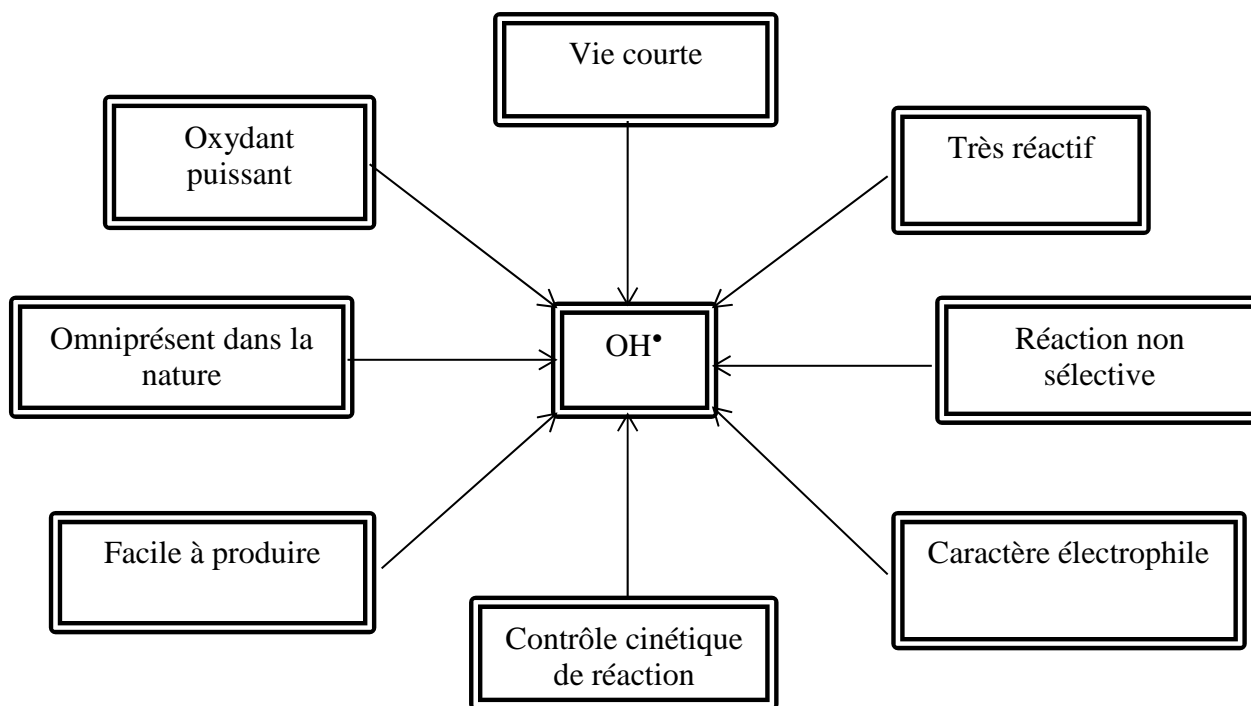 Vie courte
Oxydant
puissant
Très réactif
Omniprésent dans la
nature
OH•
Réaction non
sélective
Facile à produire
Caractère électrophile
Contrôle cinétique
de réaction